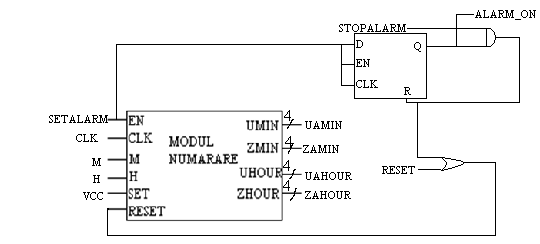 ALARM_ON
STOPALARM
D
Q
EN
CLK
R
SETALARM
EN
CLK
CLK
MODUL
NUMARARE
UMIN
4
UAMIN
ZMIN
4
ZAMIN
M
M
H
H
UHOUR
4
UAHOUR
VCC
SET
ZHOUR
4
ZAHOUR
RESET
RESET